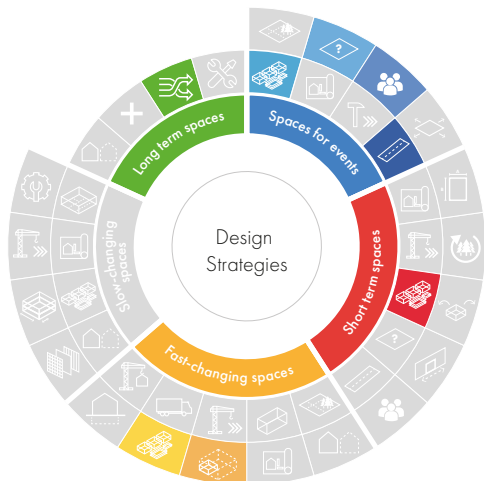 Design
Strategies
Long term spaces
Spaces for events
Short term spaces
Fast-changing spaces
Slow-changing
spaces
?
?